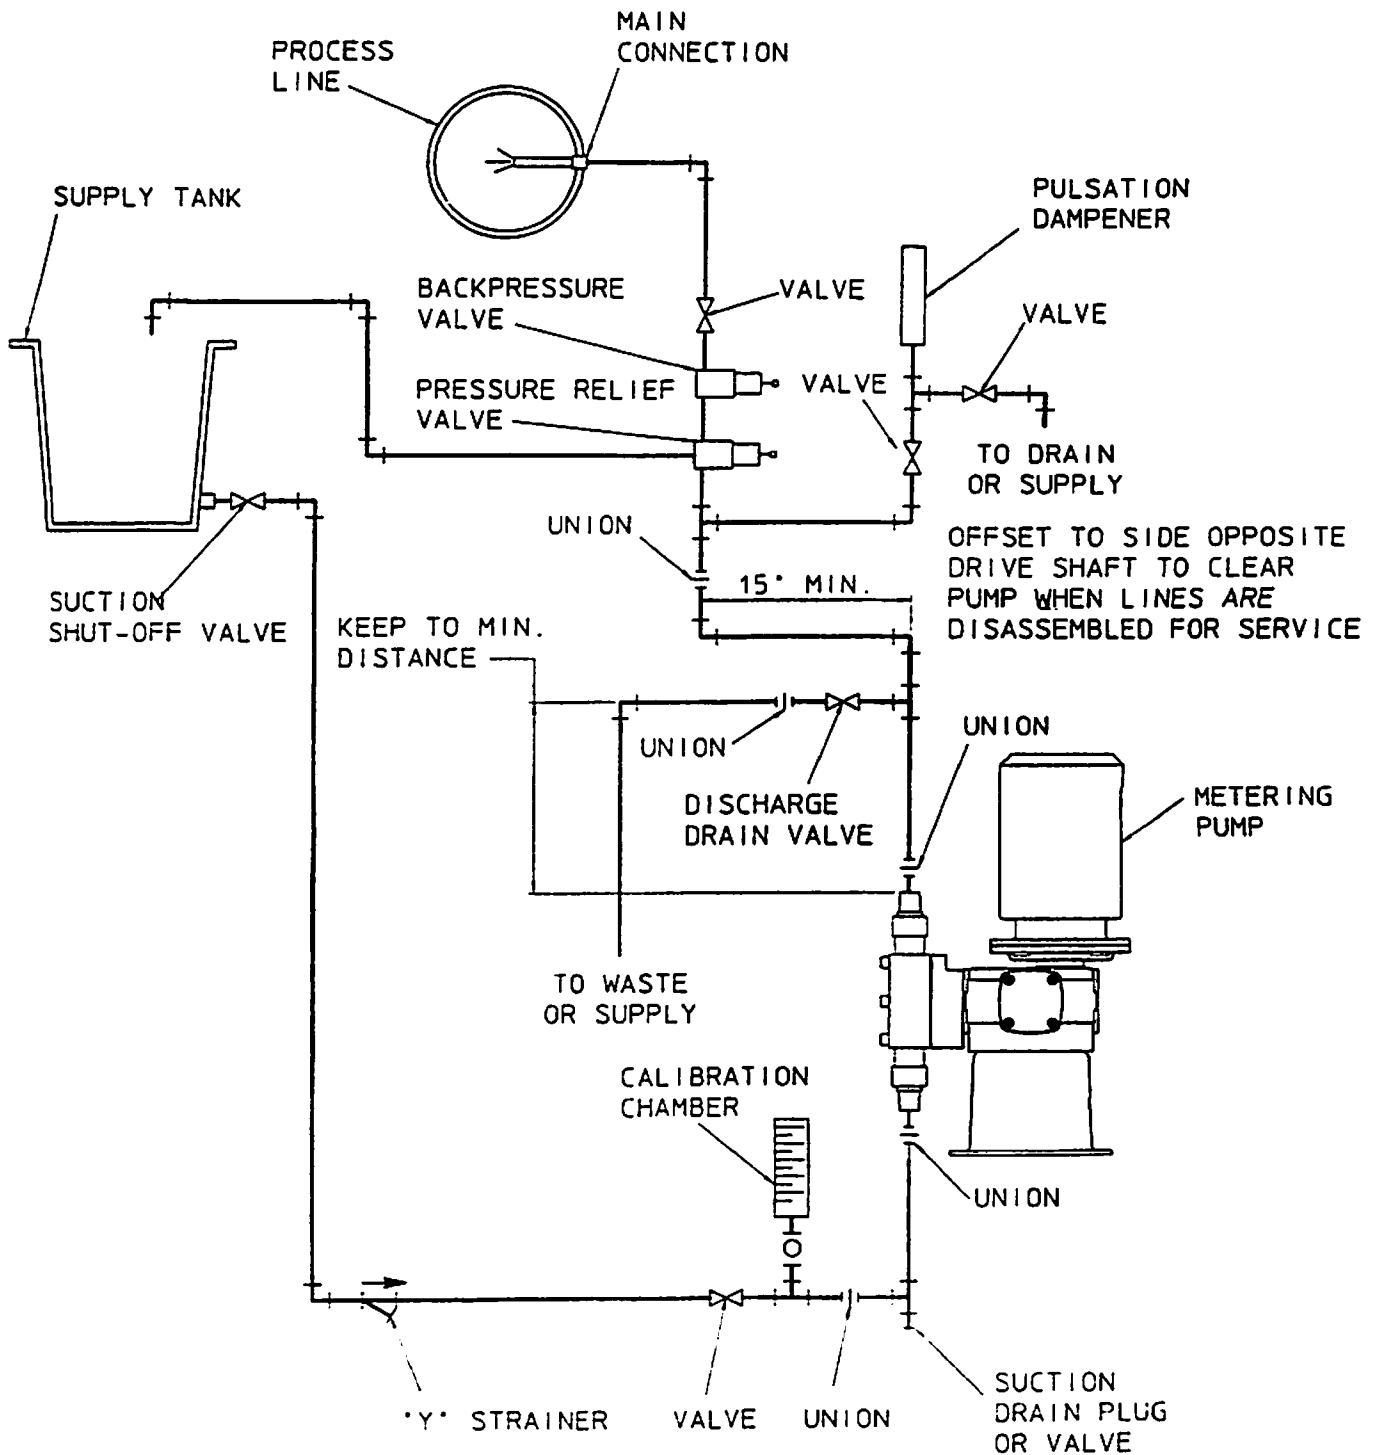 MAIN
CONNECTION
PROCESS
LINE
SUPPLY TANK
PULSATION
DAMPENER
BACKPRESSURE
VALVE
VALVE
VALVE
PRESSURE RELIEF
VALVE
VALVE
TO DRAIN
OR SUPPLY
UNION
OFFSET TO SIDE OPPOSITE
DRIVE SHAFT TO CLEAR
PUMP WHEN LINES ARE
DISASSEMBLED FOR SERVICE
15" MIN.
SUCTION
SHUT-OFF VALVE
KEEP TO MIN.
DISTANCE
UNION
UNION
METERING
PUMP
DISCHARGE
DRAIN VALVE
TO WASTE
OR SUPPLY
CALIBRATION
CHAMBER
UNION
"Y" STRAINER
VALVE
UNION
SUCTION
DRAIN PLUG
OR VALVE